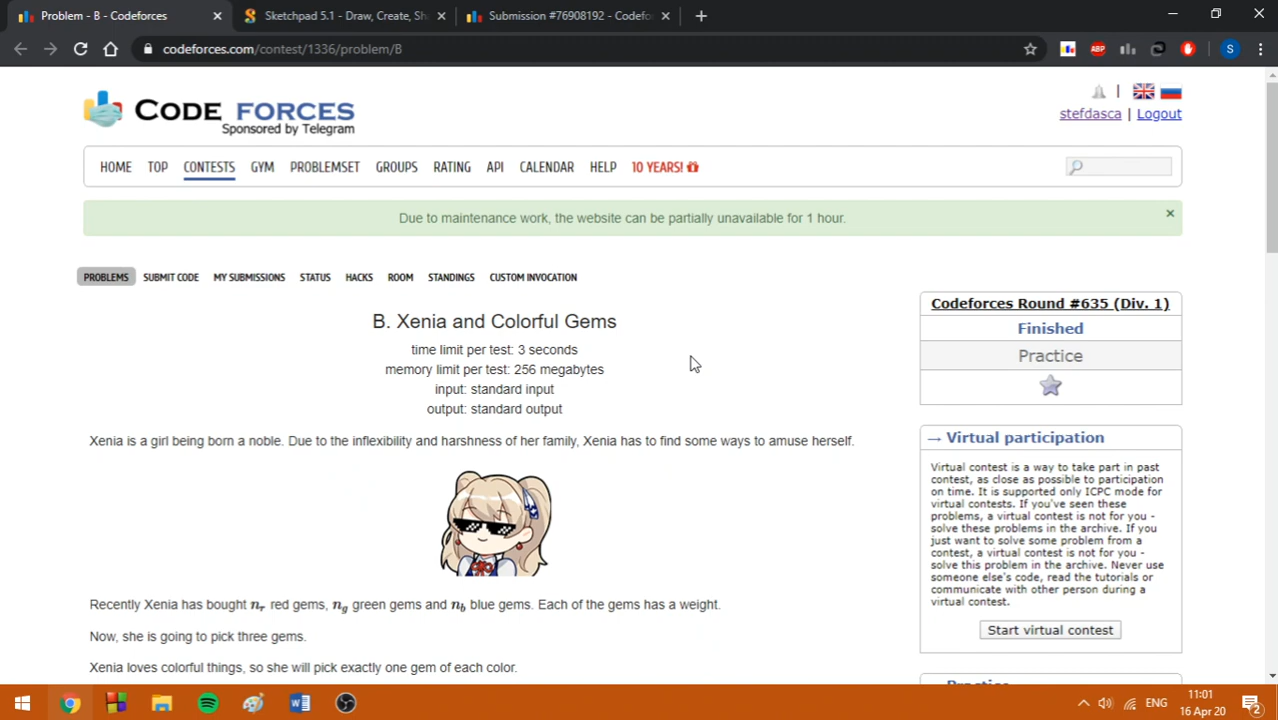 Problem - B - Codeforces
Sketchpad 5.1 - Draw, Create, Sh
Submission #76908192 - Codefo
codeforces.com/contest/1336/problem/B
ABP
S
CODE FORCES
Sponsored by Telegram
stefdasca | Logout
HOME TOP CONTESTS GYM PROBLEMSET GROUPS RATING API CALENDAR HELP 10 YEARS!
Due to maintenance work, the website can be partially unavailable for 1 hour.
PROBLEMS SUBMIT CODE MY SUBMISSIONS STATUS HACKS ROOM STANDINGS CUSTOM INVOCATION
B. Xenia and Colorful Gems
time limit per test: 3 seconds
memory limit per test: 256 megabytes
input: standard input
output: standard output
Xenia is a girl being born a noble. Due to the inflexibility and harshness of her family, Xenia has to find some ways to amuse herself.
Recently Xenia has bought nr red gems, ng green gems and nb blue gems. Each of the gems has a weight.
Now, she is going to pick three gems.
Xenia loves colorful things, so she will pick exactly one gem of each color.
Codeforces Round #635 (Div. 1)
Finished
Practice
→ Virtual participation
Virtual contest is a way to take part in past
contest, as close as possible to participation
on time. It is supported only ICPC mode for
virtual contests. If you've seen these
problems, a virtual contest is not for you -
solve these problems in the archive. If you
just want to solve some problem from a
contest, a virtual contest is not for you -
solve this problem in the archive. Never use
someone else's code, read the tutorials or
communicate with other person during a
virtual contest.
Start virtual contest
→ Practice
ENG
11:01
16 Apr 20
2